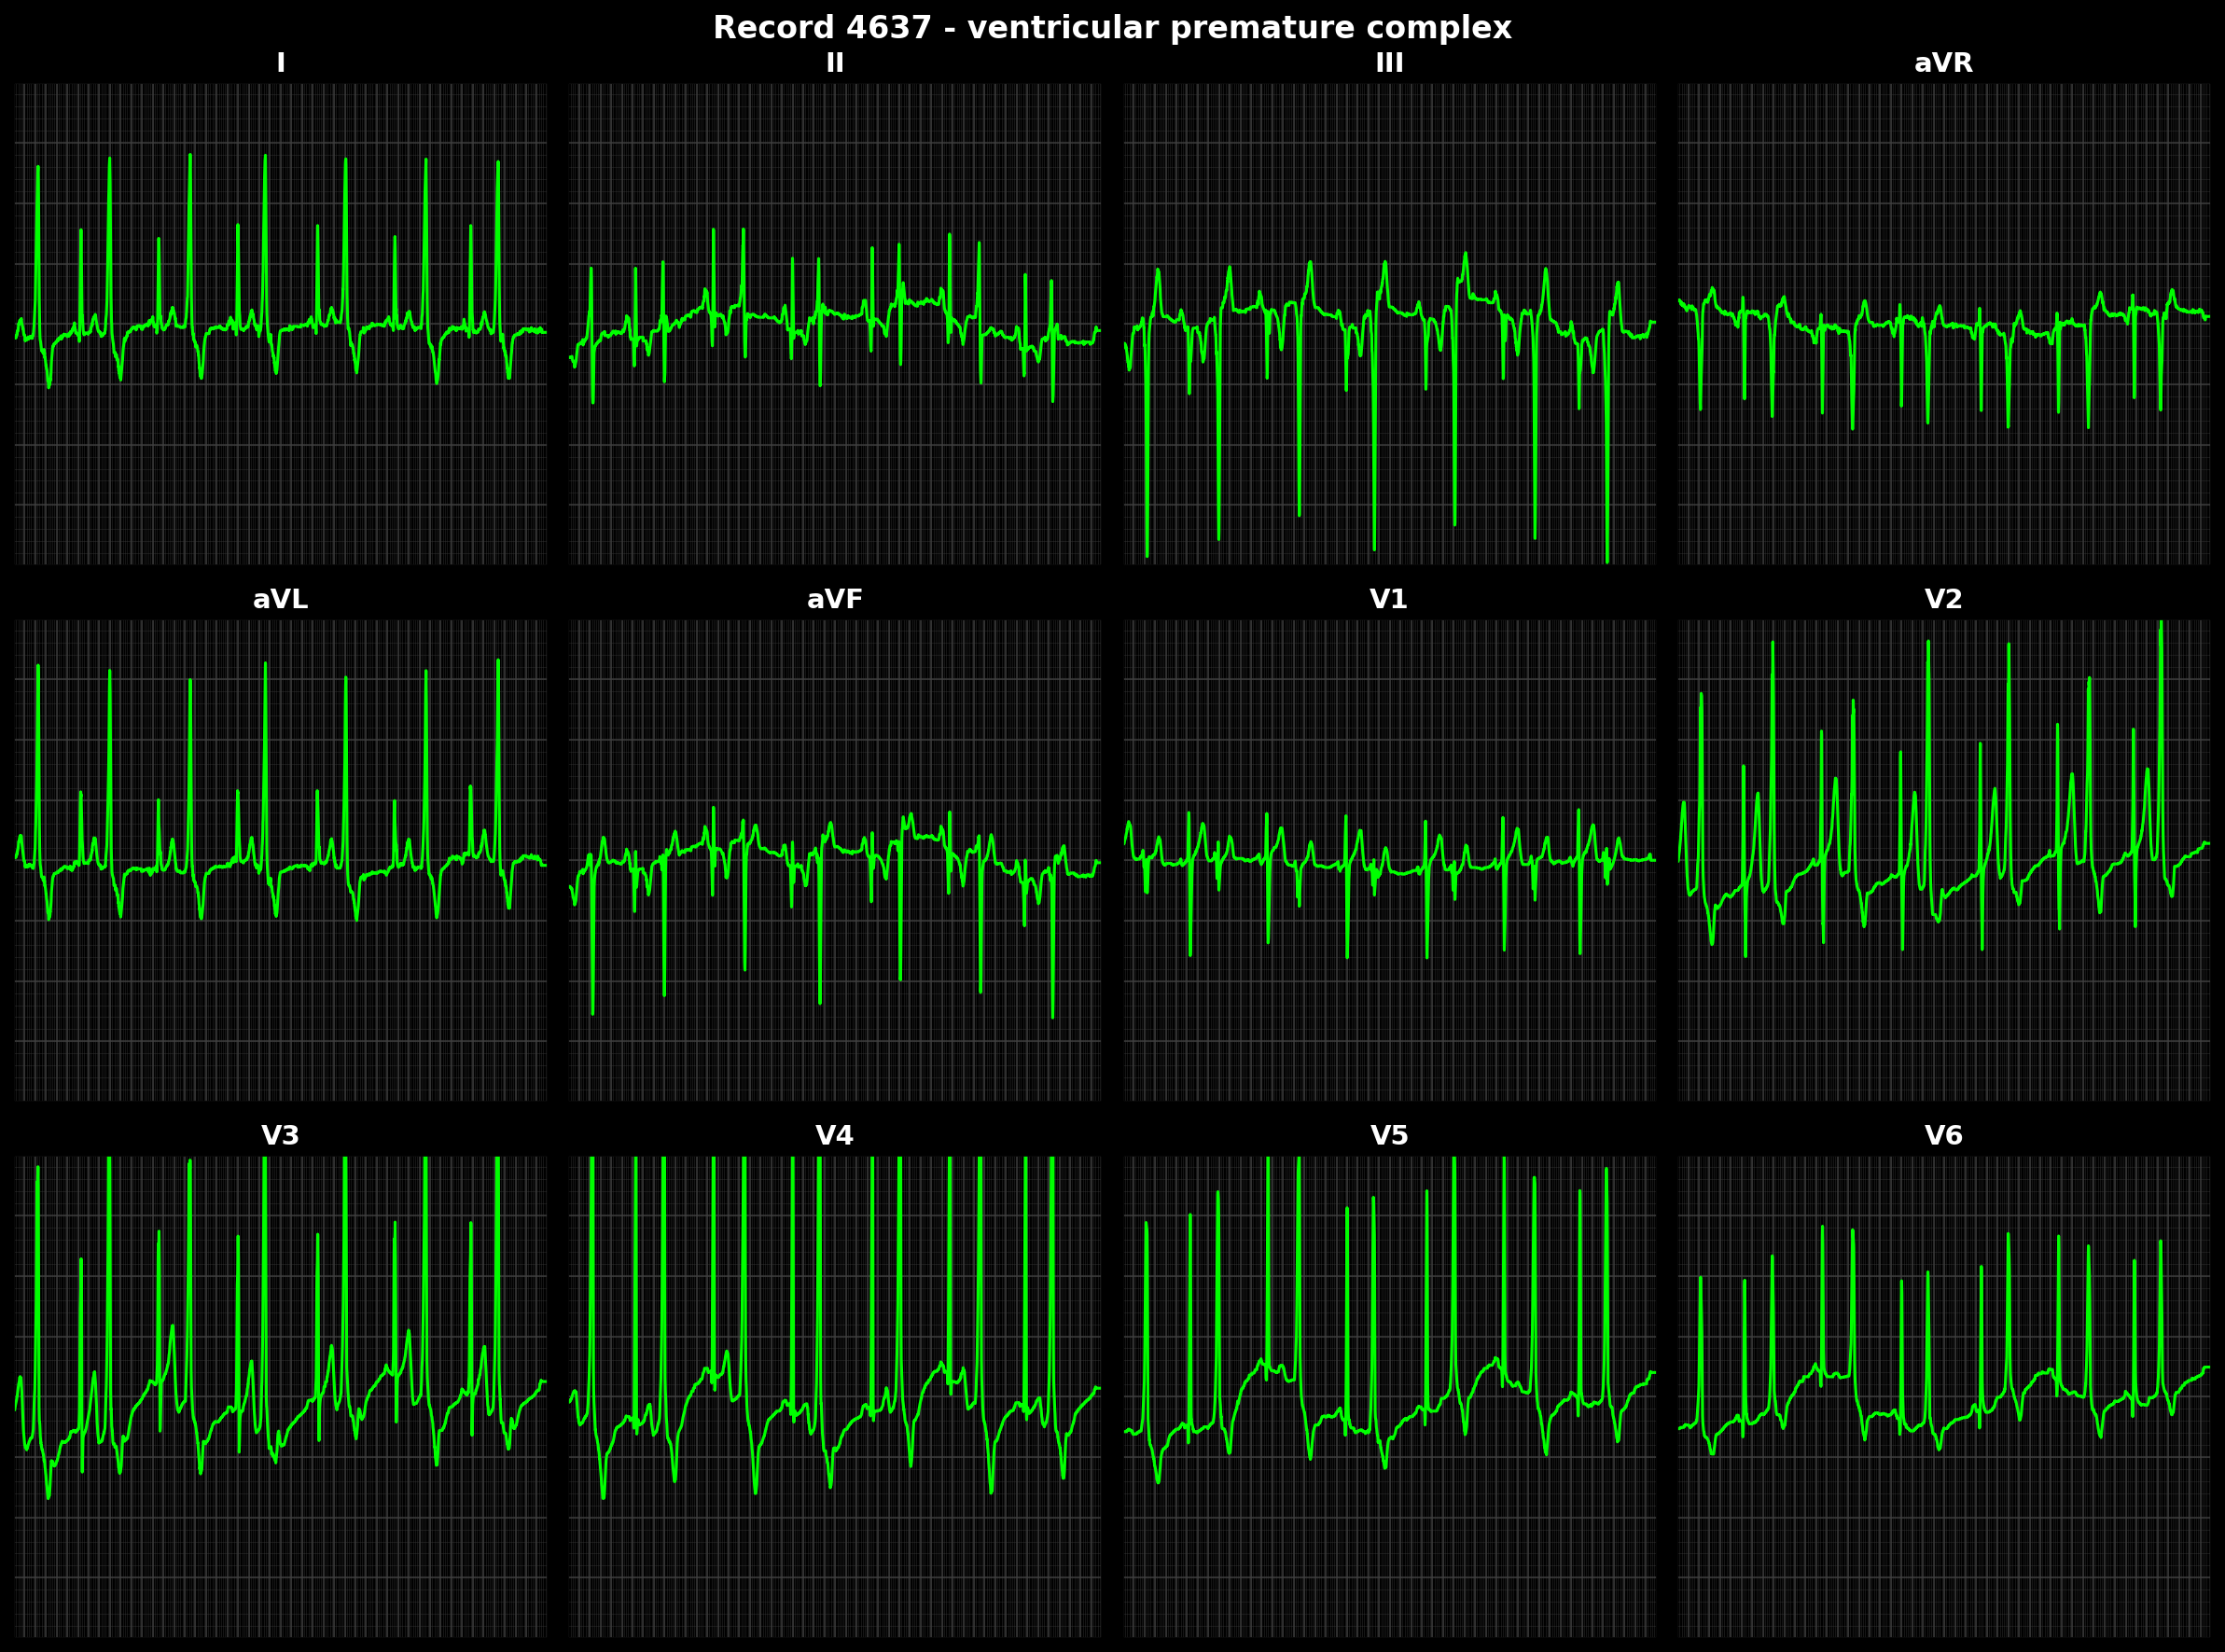 Record 4637 - ventricular premature complex
I II III aVR
aVL aVF V1 V2
V3 V4 V5 V6